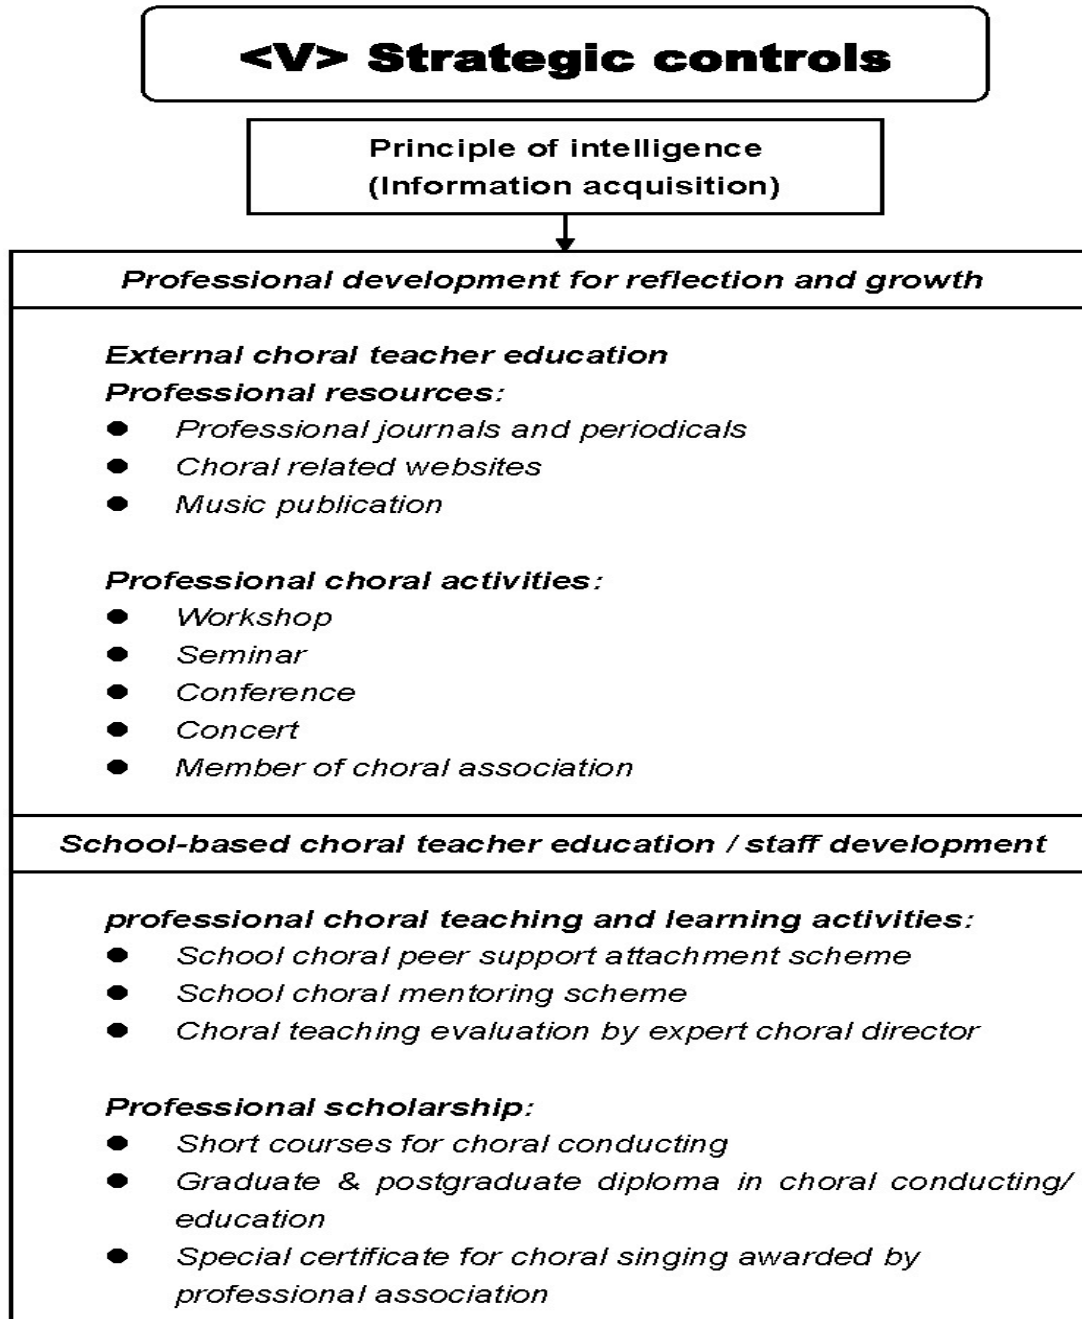 <V> Strategic controls
Principle of intelligence
(Information acquisition)
Professional development for reflection and growth
External choral teacher education
Professional resources:
● Professional journals and periodicals
● Choral related websites
● Music publication
Professional choral activities:
● Workshop
● Seminar
● Conference
● Concert
● Member of choral association
School-based choral teacher education / staff development
professional choral teaching and learning activities:
● School choral peer support attachment scheme
● School choral mentoring scheme
● Choral teaching evaluation by expert choral director
Professional scholarship:
● Short courses for choral conducting
● Graduate & postgraduate diploma in choral conducting/
education
● Special certificate for choral singing awarded by
professional association